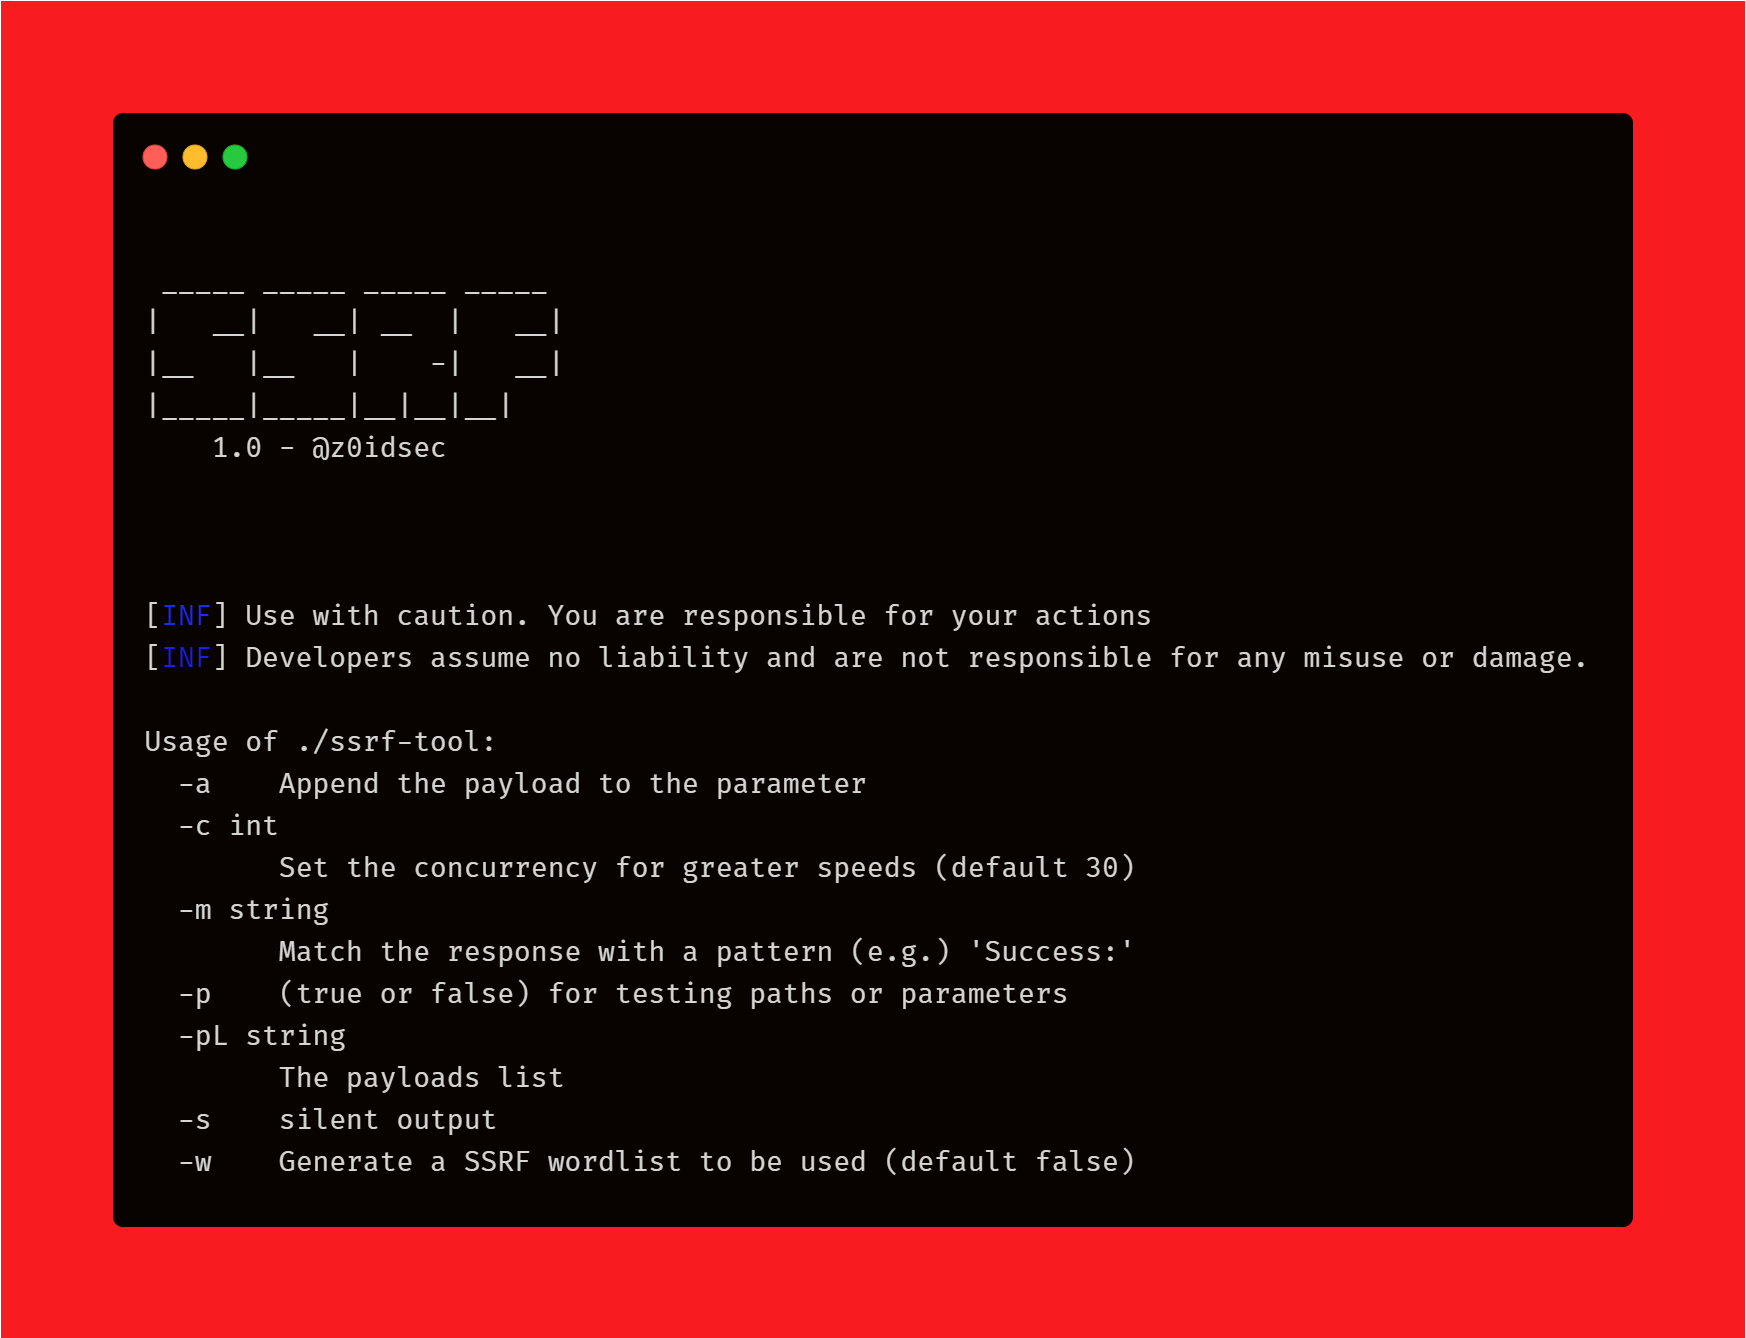 _____ _____ _____ _____
|   __|   __| __  |   __|
|__   |__   |    -|   __|
|_____|_____|__|__|__|
    1.0 - @z0idsec
[INF] Use with caution. You are responsible for your actions
[INF] Developers assume no liability and are not responsible for any misuse or damage.
Usage of ./ssrf-tool:
  -a    Append the payload to the parameter
  -c int
        Set the concurrency for greater speeds (default 30)
  -m string
        Match the response with a pattern (e.g.) 'Success:'
  -p    (true or false) for testing paths or parameters
  -pL string
        The payloads list
  -s    silent output
  -w    Generate a SSRF wordlist to be used (default false)